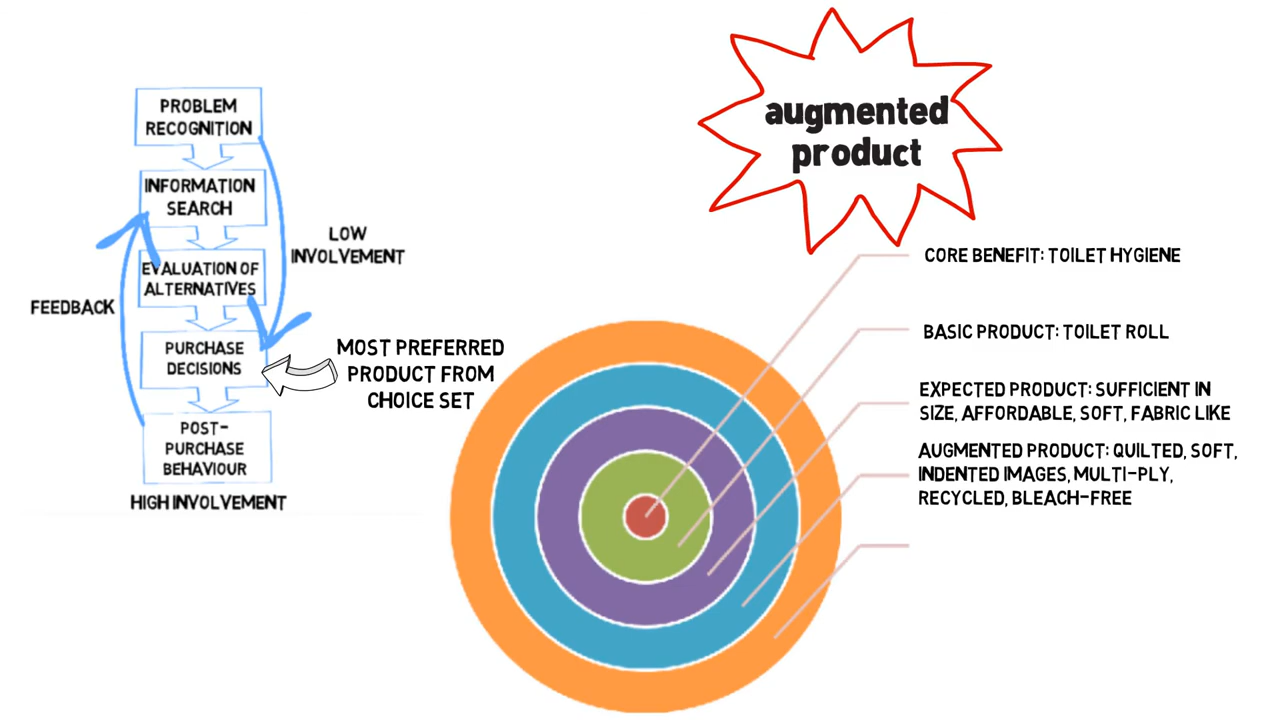 PROBLEM
RECOGNITION
INFORMATION
SEARCH
EVALUATION OF
ALTERNATIVES
PURCHASE
DECISIONS
POST-
PURCHASE
BEHAVIOUR
HIGH INVOLVEMENT
FEEDBACK
LOW
INVOLVEMENT
MOST PREFERRED
PRODUCT FROM
CHOICE SET
augmented
product
CORE BENEFIT: TOILET HYGIENE
BASIC PRODUCT: TOILET ROLL
EXPECTED PRODUCT: SUFFICIENT IN
SIZE, AFFORDABLE, SOFT, FABRIC LIKE
AUGMENTED PRODUCT: QUILTED, SOFT,
INDENTED IMAGES, MULTI-PLY,
RECYCLED, BLEACH-FREE